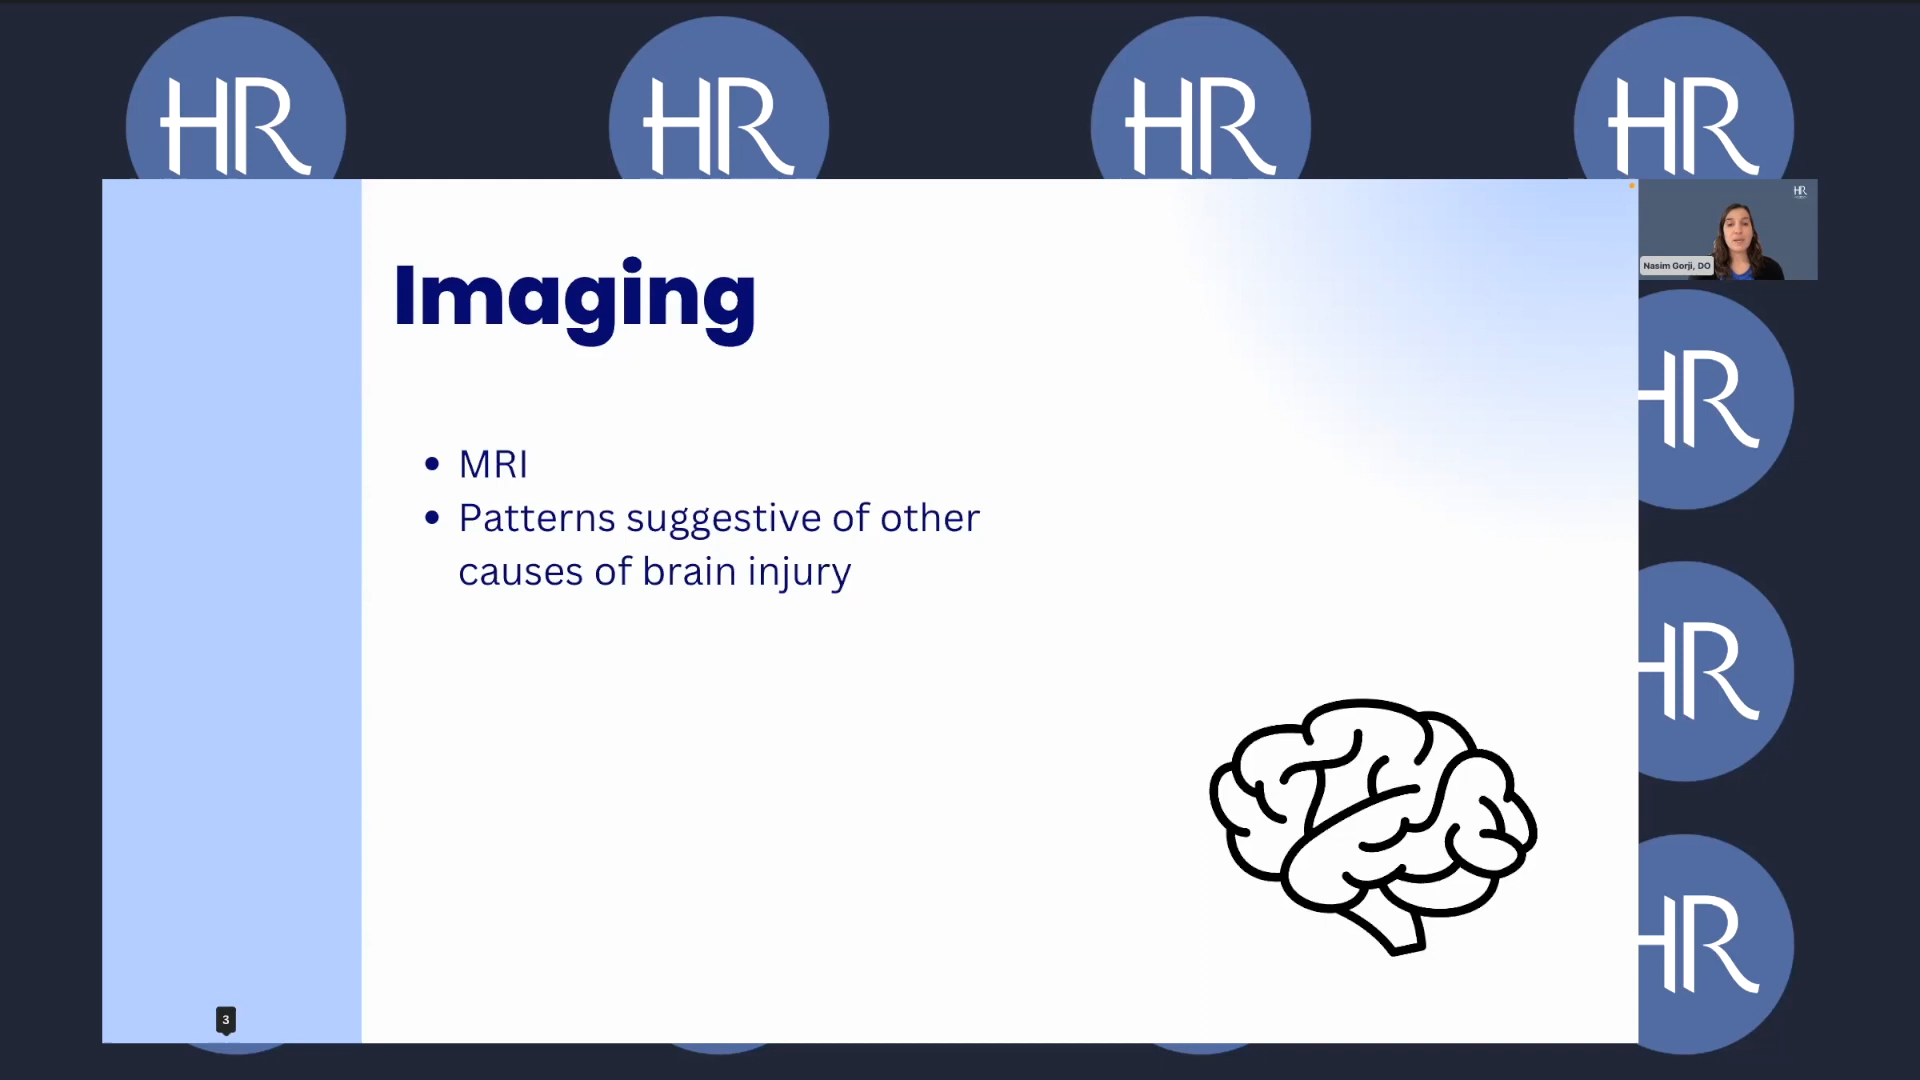 HR
HR
HR
HR
HR
Nasim Gorji, DO
Imaging
• MRI
• Patterns suggestive of other
causes of brain injury
HR
HR
HR
3